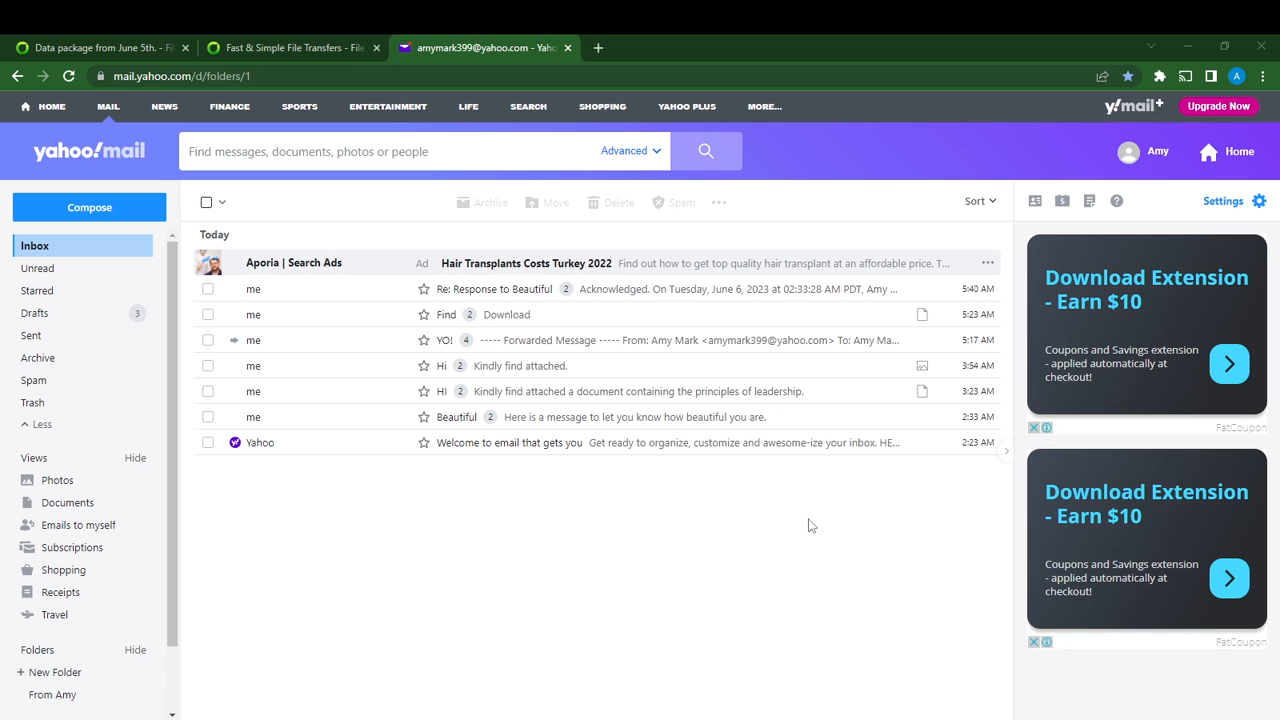 Data package from June 5th. - Fil
Fast & Simple File Transfers - File
amymark399@yahoo.com - Yaho
mail.yahoo.com/d/folders/1
A
HOME MAIL NEWS FINANCE SPORTS ENTERTAINMENT LIFE SEARCH SHOPPING YAHOO PLUS MORE... y!mail+ Upgrade Now
yahoo!mail Find messages, documents, photos or people Advanced Amy Home
Compose
Archive Move Delete Spam Sort Settings
Today
Aporia | Search Ads Ad Hair Transplants Costs Turkey 2022 Find out how to get top quality hair transplant at an affordable price. T...
me Re: Response to Beautiful 2 Acknowledged. On Tuesday, June 6, 2023 at 02:33:28 AM PDT, Amy ... 5:40 AM
me Find 2 Download 5:23 AM
me YO! 4 ----- Forwarded Message ----- From: Amy Mark <amymark399@yahoo.com> To: Amy Ma... 5:17 AM
me Hi 2 Kindly find attached. 3:54 AM
me HI 2 Kindly find attached a document containing the principles of leadership. 3:23 AM
me Beautiful 2 Here is a message to let you know how beautiful you are. 2:33 AM
Yahoo Welcome to email that gets you Get ready to organize, customize and awesome-ize your inbox. HE... 2:23 AM
Inbox
Unread
Starred
Drafts 3
Sent
Archive
Spam
Trash
Less
Views Hide
Photos
Documents
Emails to myself
Subscriptions
Shopping
Receipts
Travel
Folders Hide
+ New Folder
From Amy
Download Extension
- Earn $10
Coupons and Savings extension
- applied automatically at
checkout!
FatCoupon
Download Extension
- Earn $10
Coupons and Savings extension
- applied automatically at
checkout!
FatCoupon